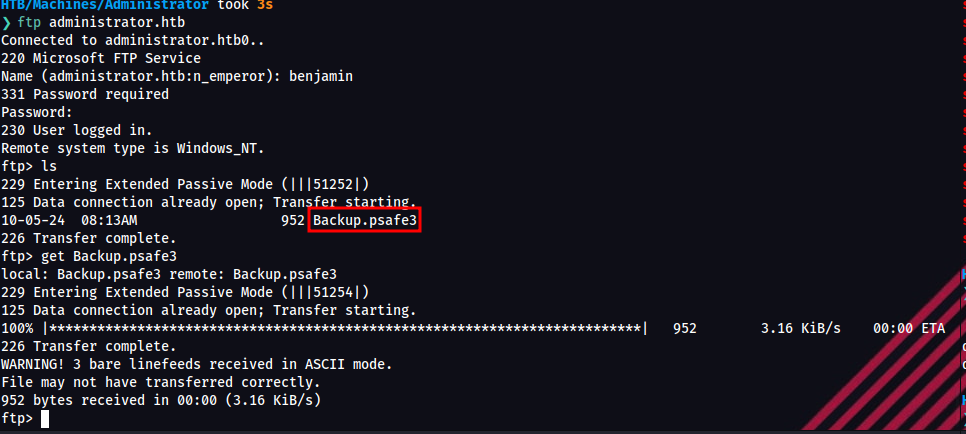 HTB/Machines/Administrator took 3s
❯ ftp administrator.htb
Connected to administrator.htb0..
220 Microsoft FTP Service
Name (administrator.htb:n_emperor): benjamin
331 Password required
Password:
230 User logged in.
Remote system type is Windows_NT.
ftp> ls
229 Entering Extended Passive Mode (|||51252|)
125 Data connection already open; Transfer starting.
10-05-24  08:13AM                  952 Backup.psafe3
226 Transfer complete.
ftp> get Backup.psafe3
local: Backup.psafe3 remote: Backup.psafe3
229 Entering Extended Passive Mode (|||51254|)
125 Data connection already open; Transfer starting.
100% |**************************************************************************|   952        3.16 KiB/s    00:00 ETA
226 Transfer complete.
WARNING! 3 bare linefeeds received in ASCII mode.
File may not have transferred correctly.
952 bytes received in 00:00 (3.16 KiB/s)
ftp>